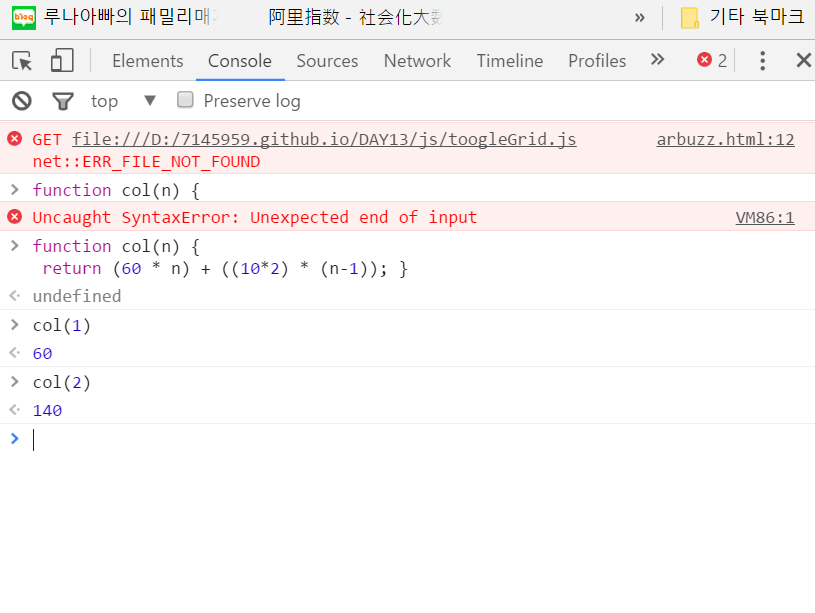 blog 루나아빠의 패밀리매 阿里指数 - 社会化大数 » 기타 북마크
Elements Console Sources Network Timeline Profiles » 2
top ▼ Preserve log
GET file:///D:/7145959.github.io/DAY13/js/toogleGrid.js arbuzz.html:12
net::ERR_FILE_NOT_FOUND
> function col(n) {
Uncaught SyntaxError: Unexpected end of input VM86:1
> function col(n) {
return (60 * n) + ((10*2) * (n-1)); }
undefined
> col(1)
60
> col(2)
140
>